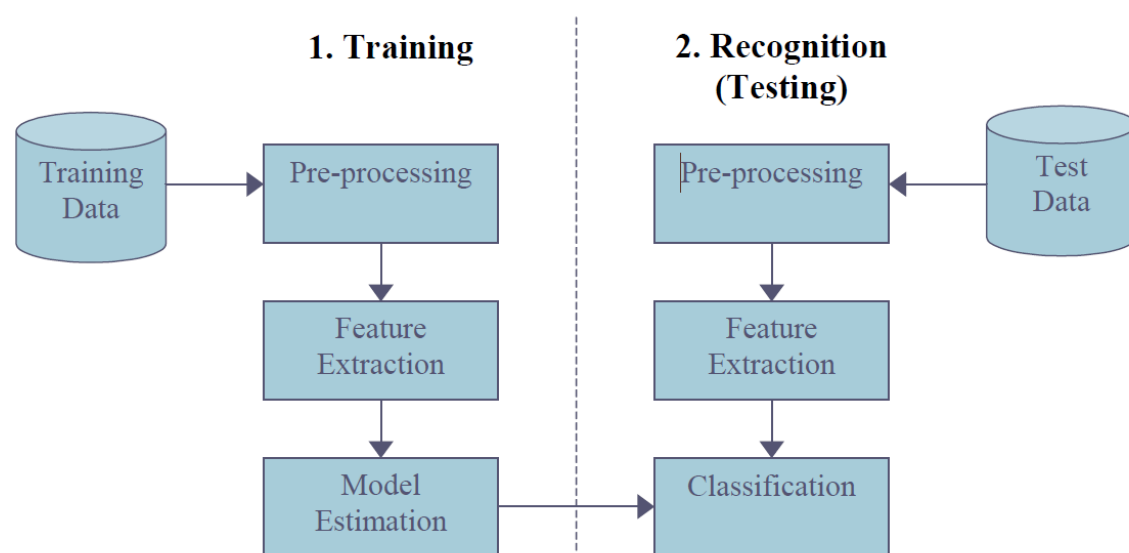 1. Training
2. Recognition
(Testing)
Training
Data
Pre-processing
Pre-processing
Test
Data
Feature
Extraction
Feature
Extraction
Model
Estimation
Classification